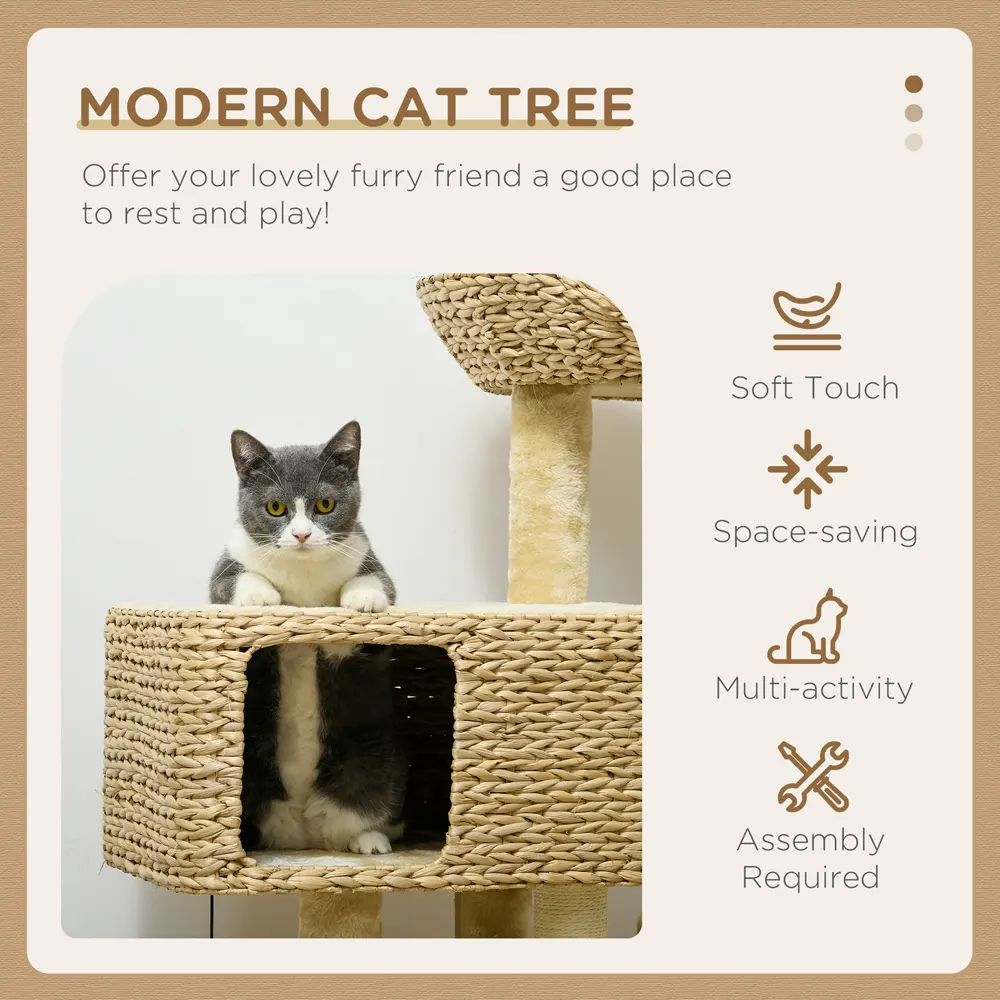 MODERN CAT TREE
Offer your lovely furry friend a good place
to rest and play!
Soft Touch
Space-saving
Multi-activity
Assembly
Required